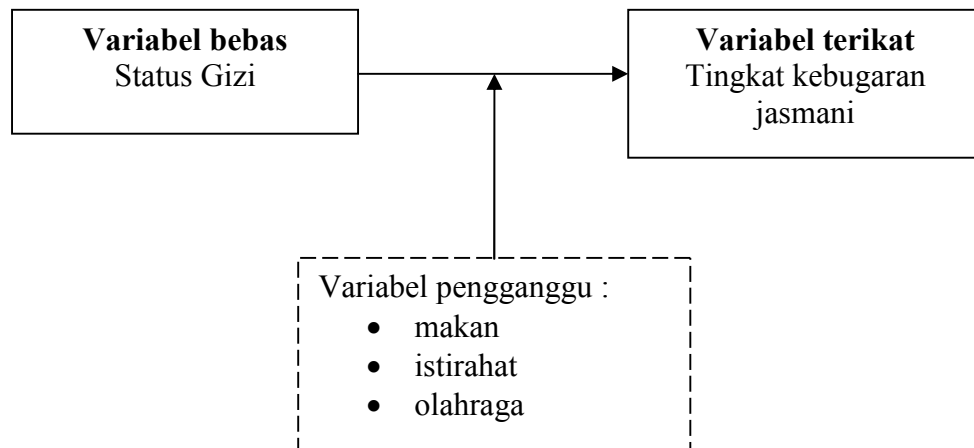 Variabel bebas
Status Gizi
Variabel terikat
Tingkat kebugaran
jasmani
Variabel pengganggu :
• makan
• istirahat
• olahraga